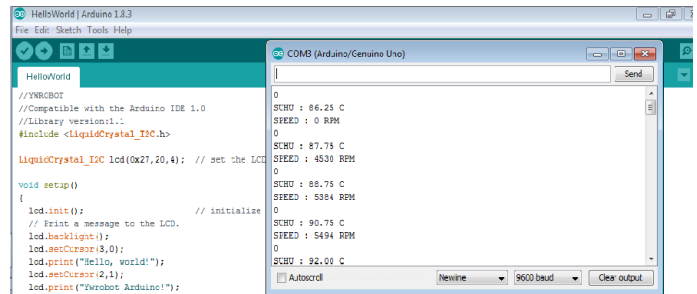 HelloWorld | Arduino 1.8.3
File Edit Sketch Tools Help
HelloWorld
//YWROBOT
//Compatible with the Arduino IDE 1.0
//Library version:1.1
#include <LiquidCrystal_I2C.h>
LiquidCrystal_I2C lcd(0x27,20,4);  // set the LCD
void setup()
{
lcd.init();                      // initialize
// Print a message to the LCD.
lcd.backlight();
lcd.setCursor(3,0);
lcd.print("Hello, world!");
lcd.setCursor(2,1);
lcd.print("Ywrobot Arduino!");
COM3 (Arduino/Genuino Uno)
Send
0
SUHU : 86.25 C
SPEED : 0 RPM
0
SUHU : 87.75 C
SPEED : 4530 RPM
0
SUHU : 88.75 C
SPEED : 5384 RPM
0
SUHU : 90.75 C
SPEED : 5494 RPM
0
SUHU : 92.00 C
Autoscroll
Newline
9600 baud
Clear output